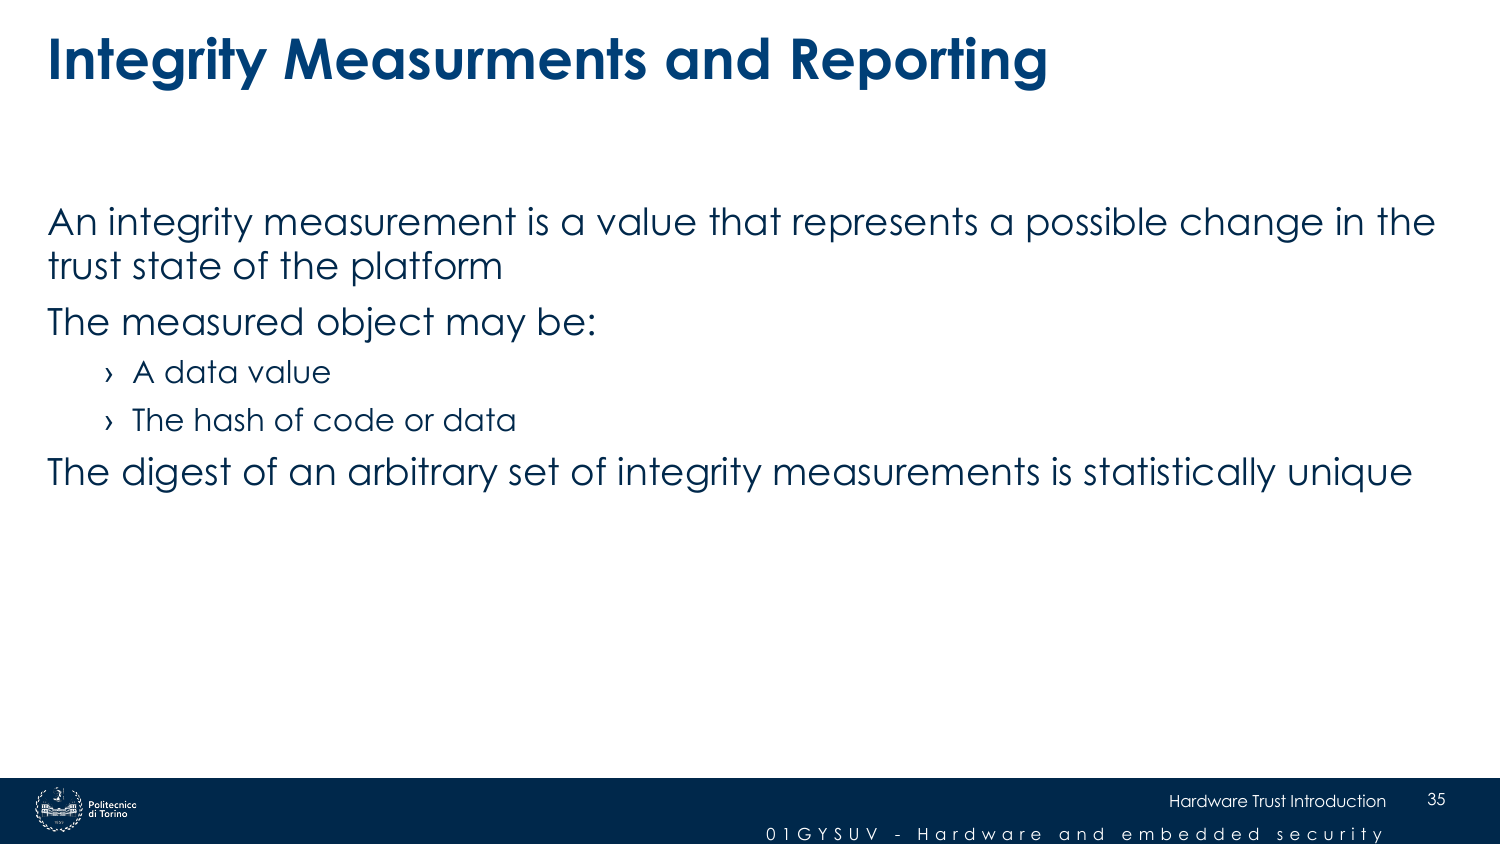 Integrity Measurments and Reporting
An integrity measurement is a value that represents a possible change in the
trust state of the platform
The measured object may be:
› A data value
› The hash of code or data
The digest of an arbitrary set of integrity measurements is statistically unique
Politecnico
di Torino
Hardware Trust Introduction
35
01GYSUV - Hardware and embedded security